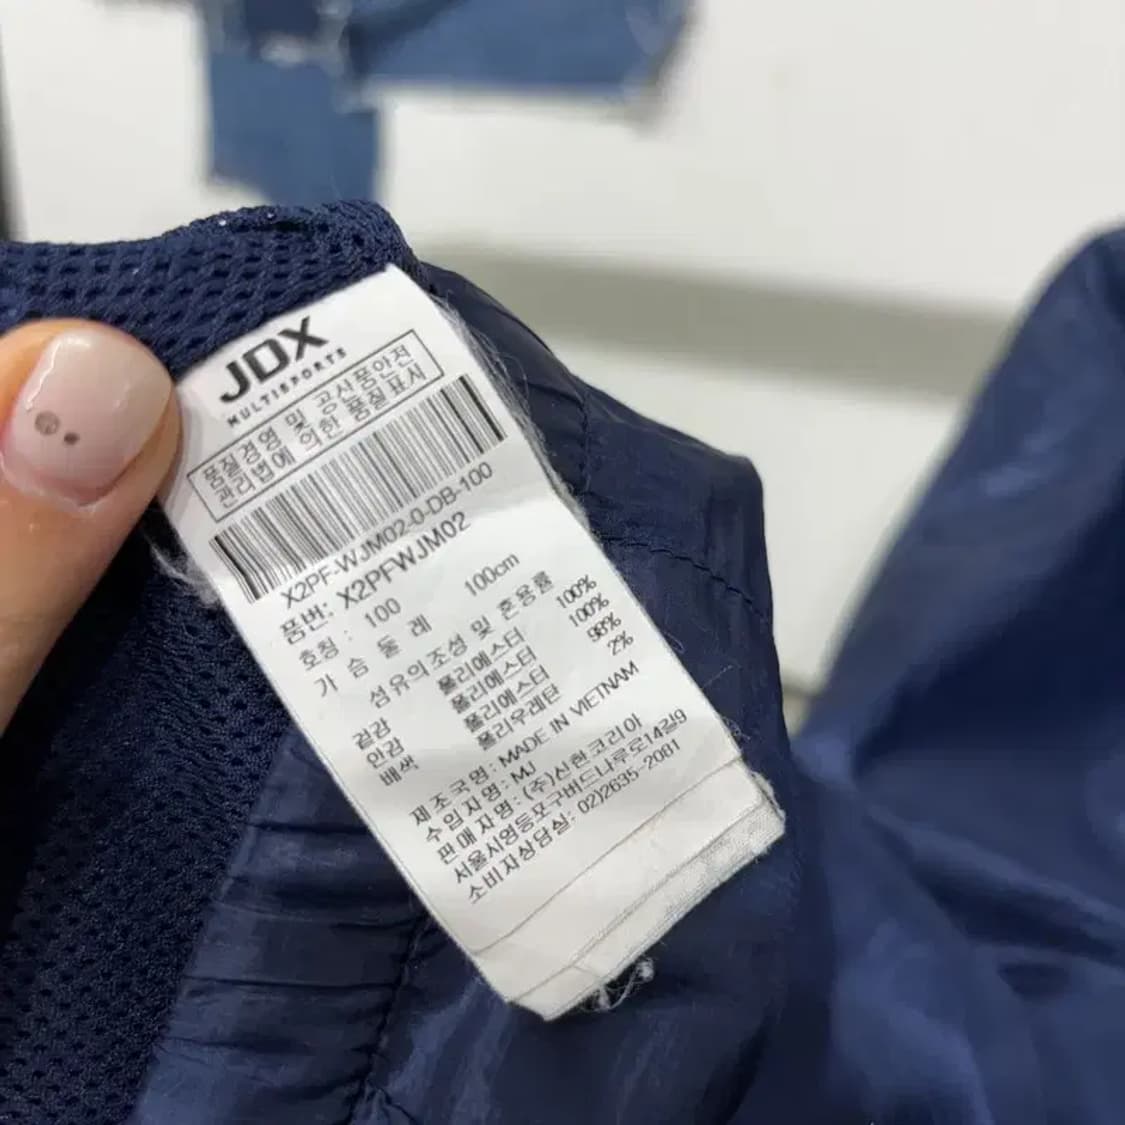 JDX
MULTISPORTS
품질경영 및 공산품안전
관리법에 의한 품질표시
X2PF-WJM02-0-DB-100
품번: X2PFWJM02
호칭: 100
가슴둘레 100cm
섬유의조성 및 혼용률
겉감 폴리에스터 100%
안감 폴리에스터 100%
배색 폴리에스터 98%
폴리우레탄 2%
제조국명: MADE IN VIETNAM
수입자명: MJ
판매자명: (주)신한코리아
서울시영등포구버드나루로14길9
소비자상담실: 02)2635-2081